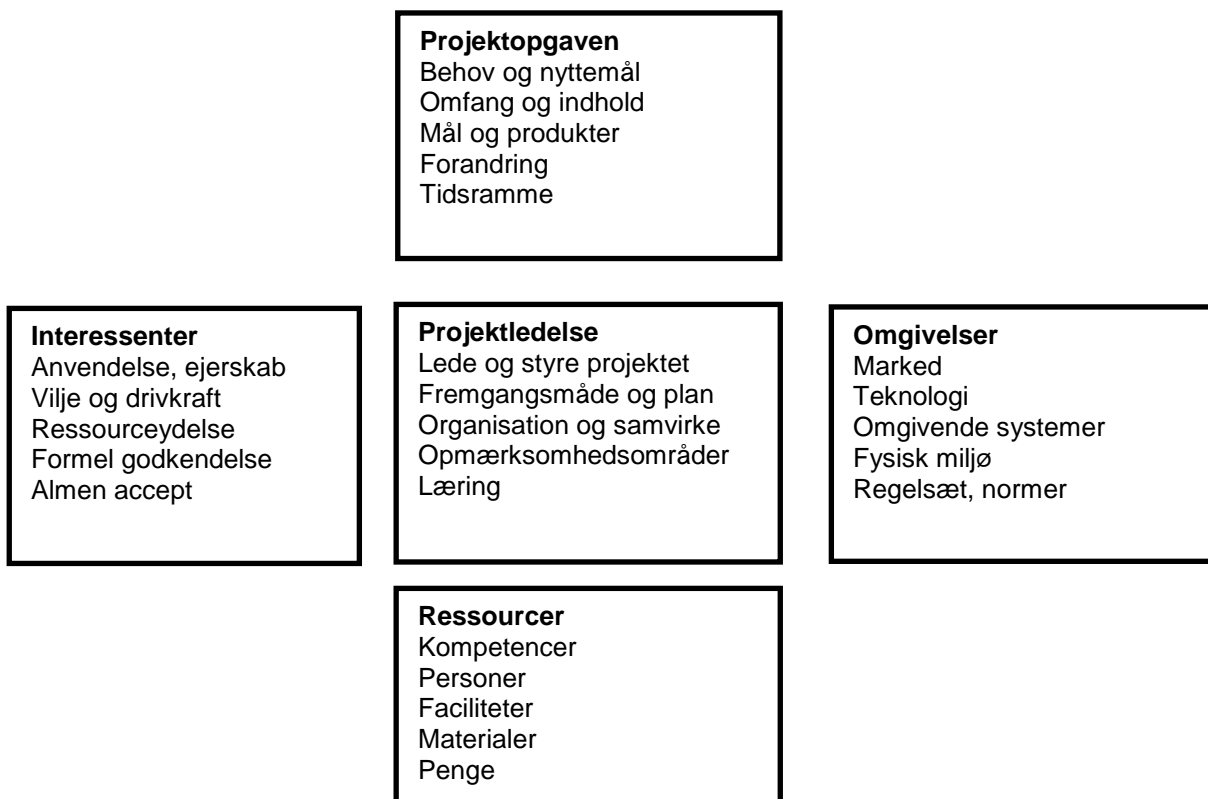 Projektopgaven
Behov og nyttemål
Omfang og indhold
Mål og produkter
Forandring
Tidsramme
Interessenter
Anvendelse, ejerskab
Vilje og drivkraft
Ressourceydelse
Formel godkendelse
Almen accept
Projektledelse
Lede og styre projektet
Fremgangsmåde og plan
Organisation og samvirke
Opmærksomhedsområder
Læring
Omgivelser
Marked
Teknologi
Omgivende systemer
Fysisk miljø
Regelsæt, normer
Ressourcer
Kompetencer
Personer
Faciliteter
Materialer
Penge